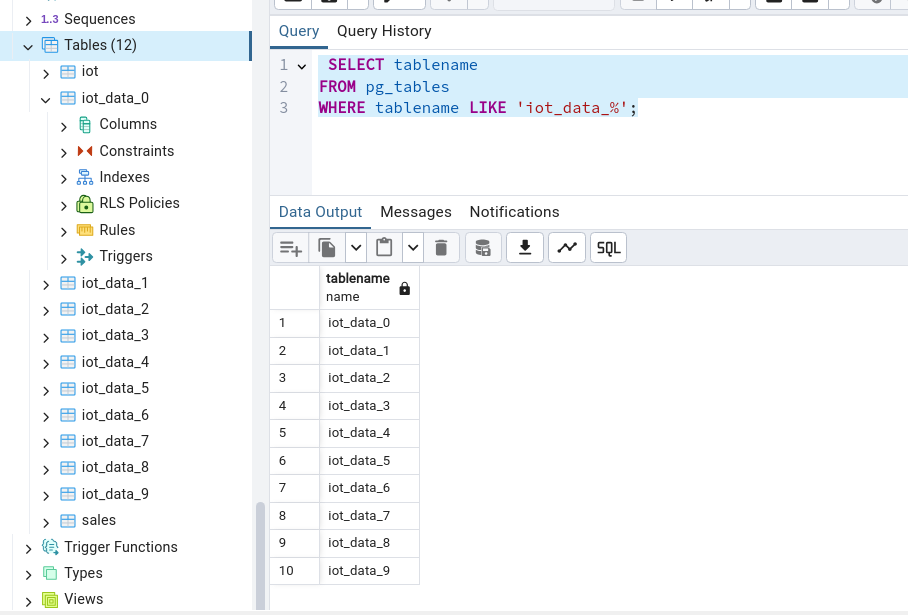 1..3 Sequences
Tables (12)
iot
iot_data_0
Columns
Constraints
Indexes
RLS Policies
Rules
Triggers
iot_data_1
iot_data_2
iot_data_3
iot_data_4
iot_data_5
iot_data_6
iot_data_7
iot_data_8
iot_data_9
sales
Trigger Functions
Types
Views
Query Query History
1 SELECT tablename
2 FROM pg_tables
3 WHERE tablename LIKE 'iot_data_%';
Data Output Messages Notifications
SQL
tablename
name
1 iot_data_0
2 iot_data_1
3 iot_data_2
4 iot_data_3
5 iot_data_4
6 iot_data_5
7 iot_data_6
8 iot_data_7
9 iot_data_8
10 iot_data_9